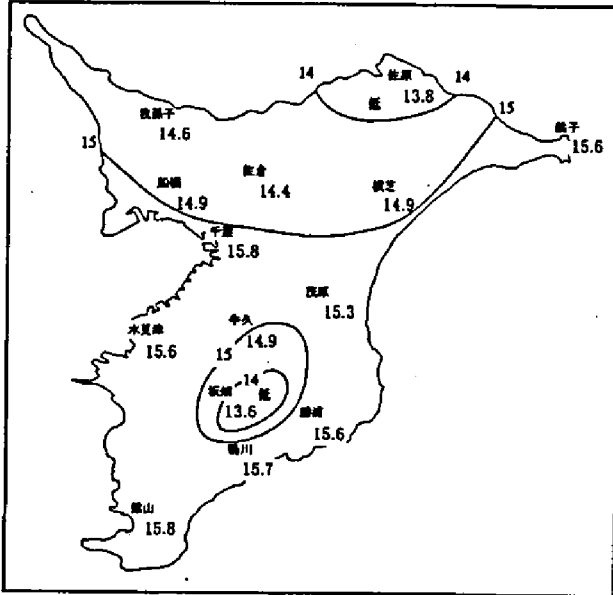 佐原
14
14
13.8
低
15
我孫子
14.6
銚子
15.6
15
船橋
14.9
佐倉
14.4
横芝
14.9
千葉
15.8
茂原
15.3
牛久
14.9
木更津
15.6
15
14
坂畑
低
13.6
勝浦
15.6
鴨川
15.7
館山
15.8